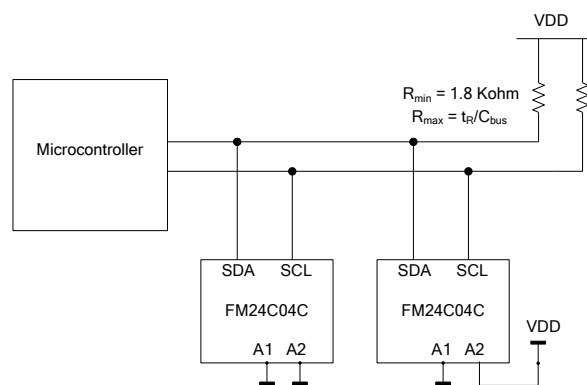 VDD
Rmin = 1.8 Kohm
Rmax = tR/Cbus
Microcontroller
SDA SCL SDA SCL
FM24C04C FM24C04C
VDD
A1 A2 A1 A2